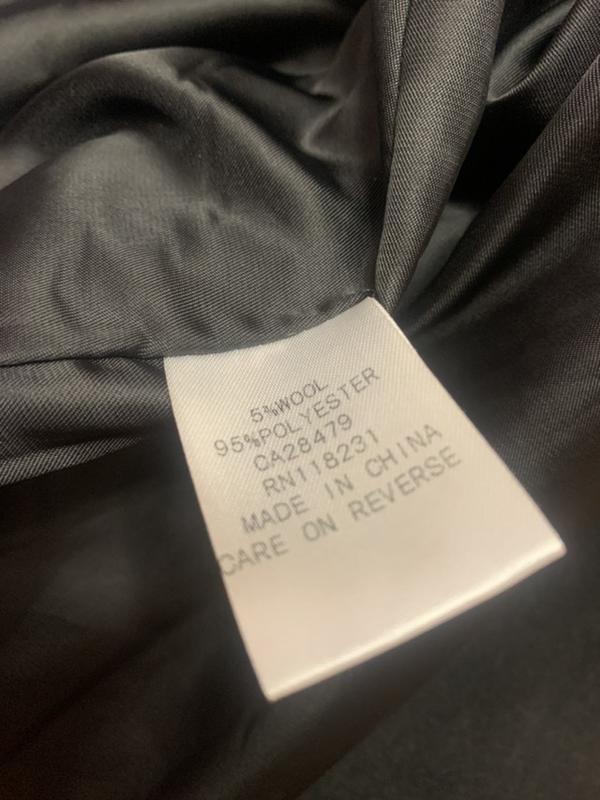 5%WOOL
95%POLYESTER
CA28479
RN118231
MADE IN CHINA
CARE ON REVERSE